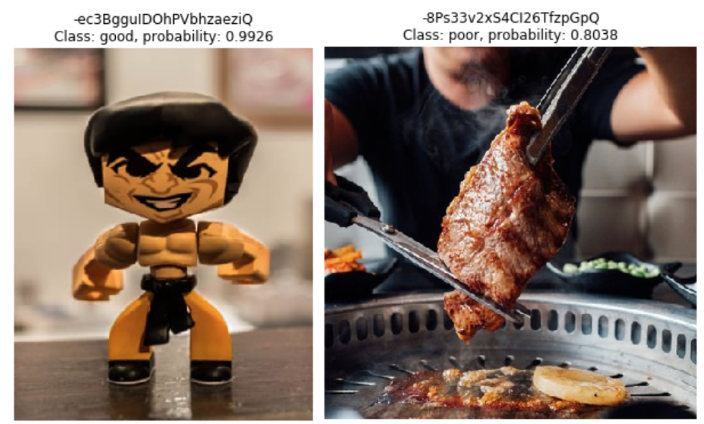 -ec3BgguIDOhPVbhzaeziQ
Class: good, probability: 0.9926
-8Ps33v2xS4CI26TfzpGpQ
Class: poor, probability: 0.8038